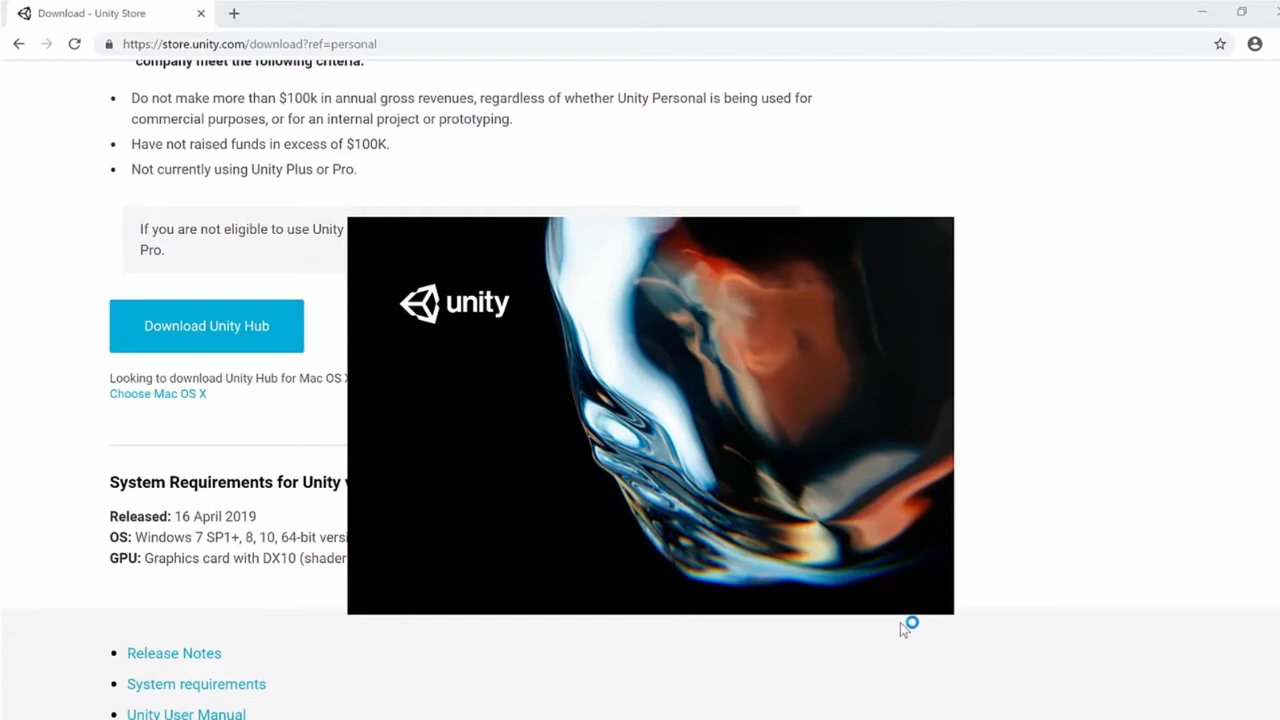 Download - Unity Store
https://store.unity.com/download?ref=personal
company meet the following criteria:
• Do not make more than $100k in annual gross revenues, regardless of whether Unity Personal is being used for
commercial purposes, or for an internal project or prototyping.
• Have not raised funds in excess of $100K.
• Not currently using Unity Plus or Pro.
If you are not eligible to use Unity
Pro.
unity
Download Unity Hub
Looking to download Unity Hub for Mac OS
Choose Mac OS X
System Requirements for Unity
Released: 16 April 2019
OS: Windows 7 SP1+, 8, 10, 64-bit versi
GPU: Graphics card with DX10 (shader
• Release Notes
• System requirements
• Unity User Manual